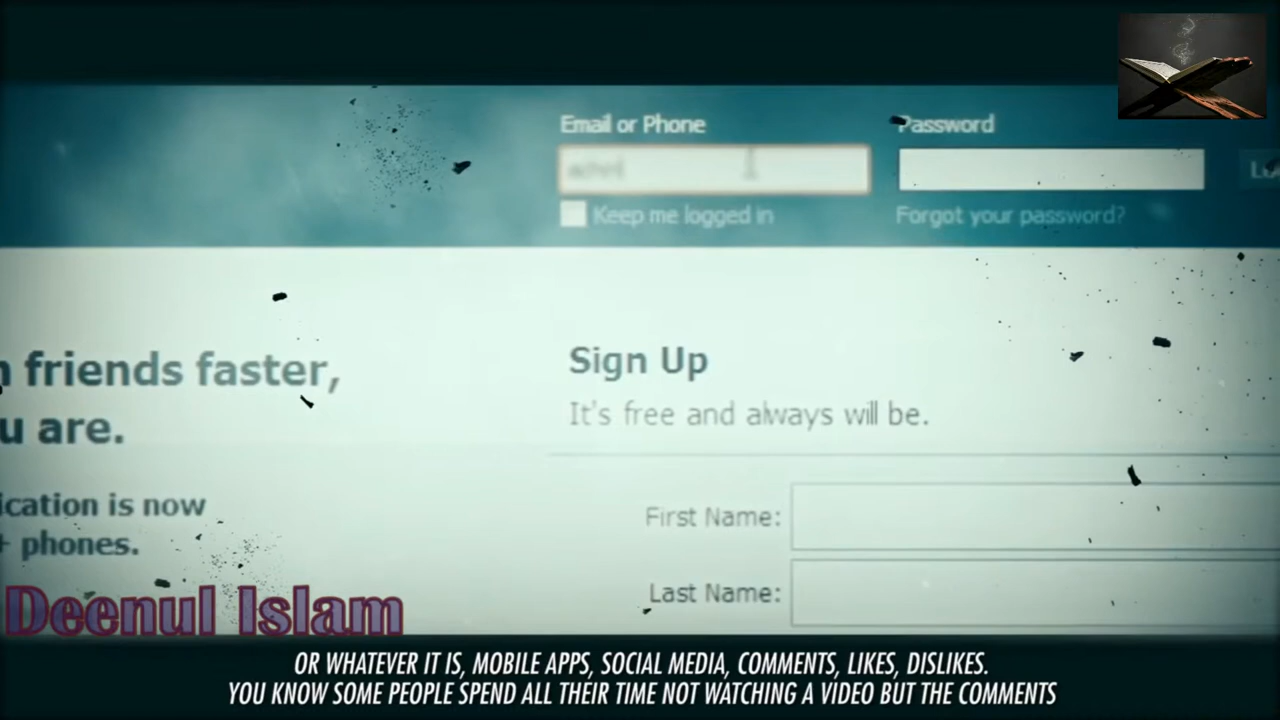 Email or Phone
Password
Keep me logged in
Forgot your password?
friends faster,
are.
Sign Up
It's free and always will be.
is now
phones.
First Name:
Last Name:
Deenul Islam
OR WHATEVER IT IS, MOBILE APPS, SOCIAL MEDIA, COMMENTS, LIKES, DISLIKES.
YOU KNOW SOME PEOPLE SPEND ALL THEIR TIME NOT WATCHING A VIDEO BUT THE COMMENTS